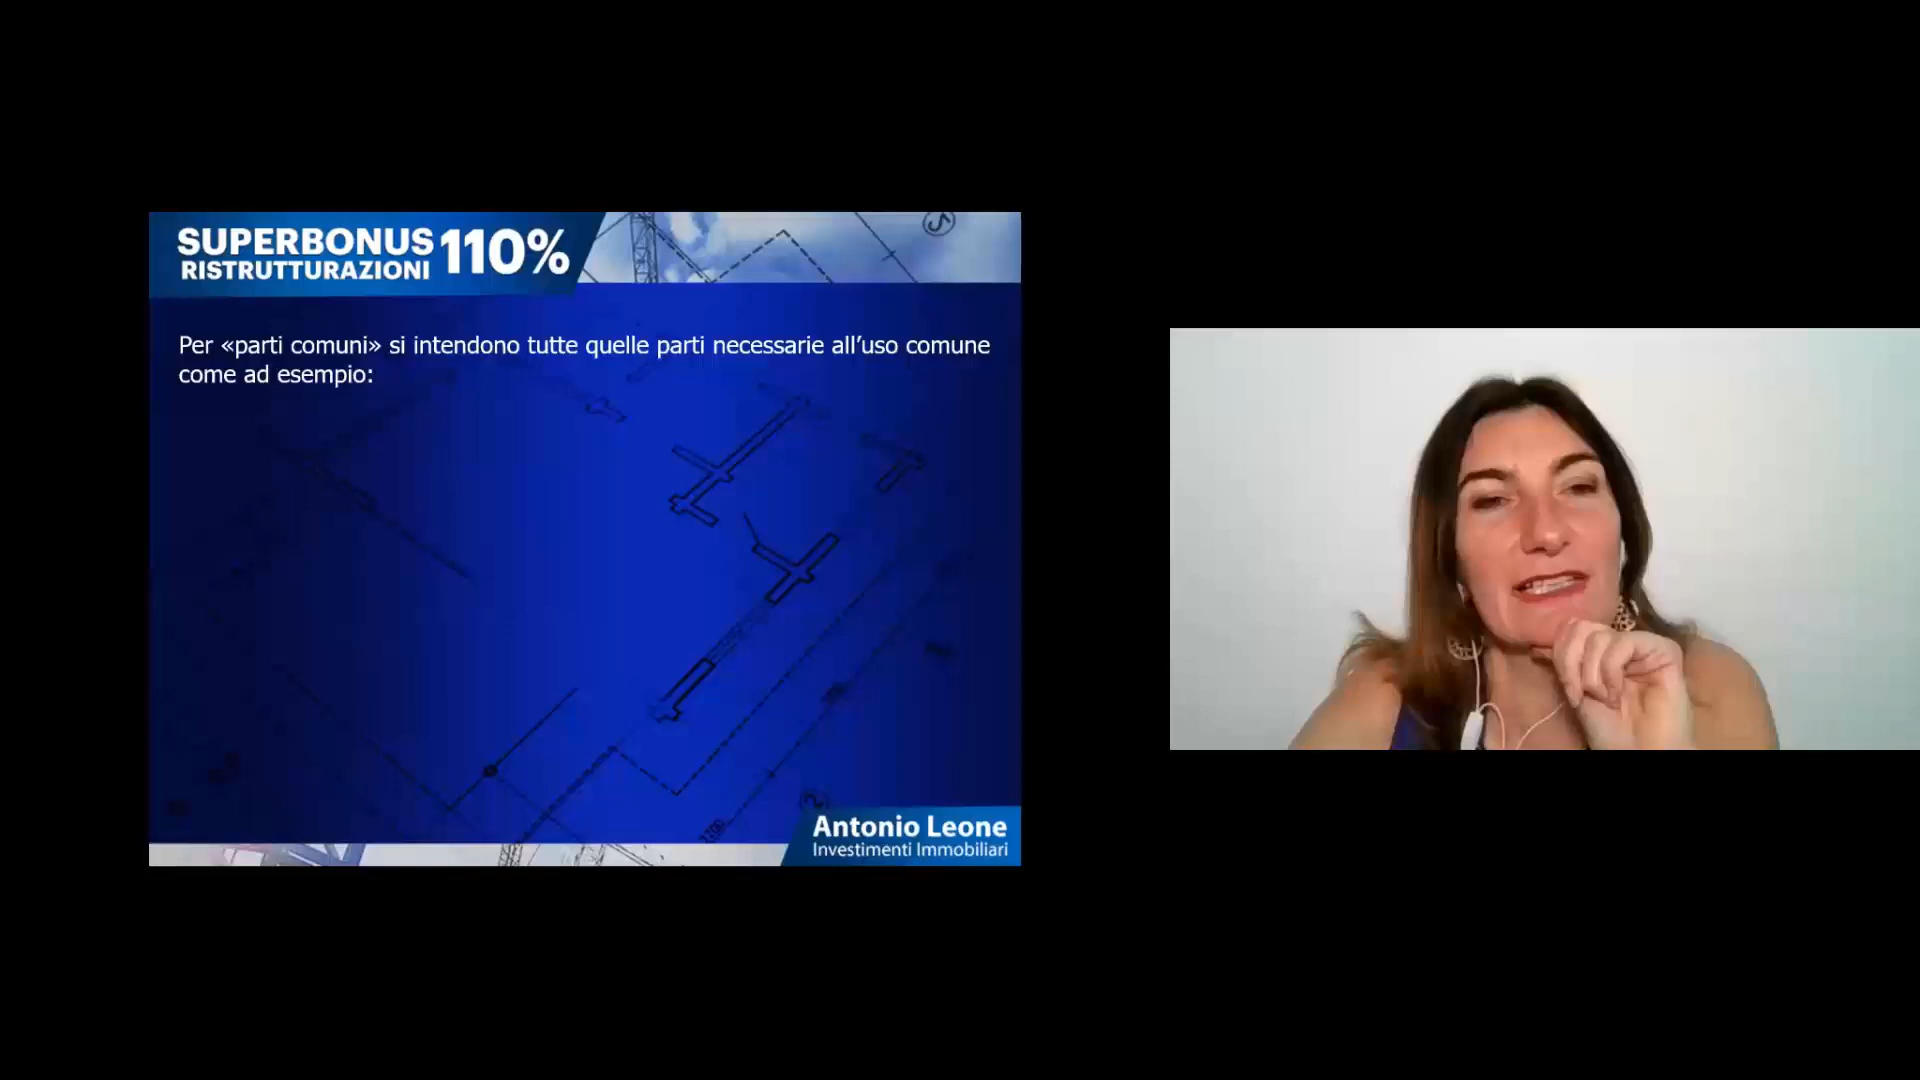 SUPERBONUS 110%
RISTRUTTURAZIONI
Per «parti comuni» si intendono tutte quelle parti necessarie all’uso comune
come ad esempio:
Antonio Leone
Investimenti Immobiliari